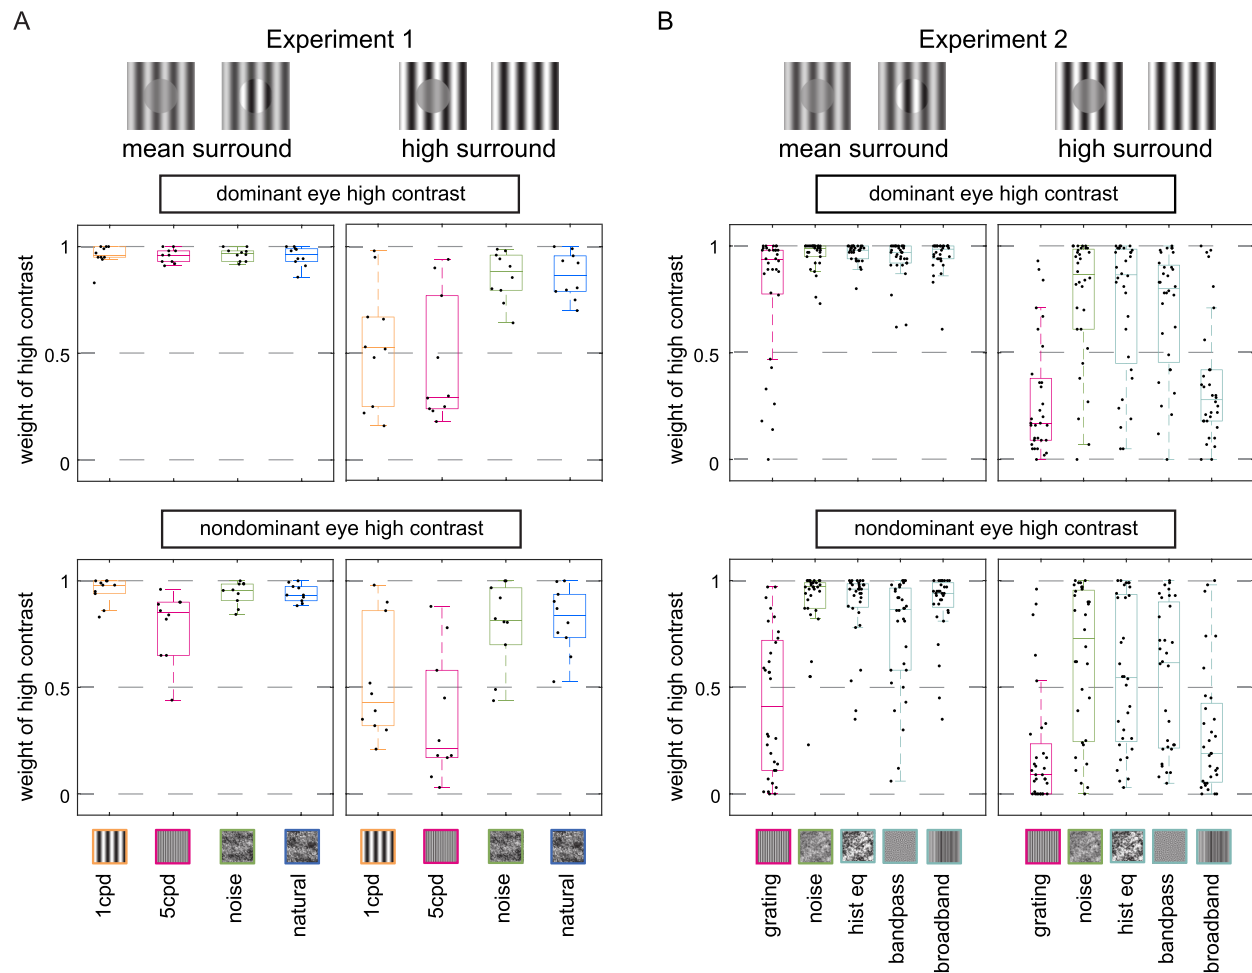 A
Experiment 1
mean surround
high surround
dominant eye high contrast
weight of high contrast
1
0.5
0
nondominant eye high contrast
weight of high contrast
1
0.5
0
1cpd
5cpd
noise
natural
1cpd
5cpd
noise
natural
B
Experiment 2
mean surround
high surround
dominant eye high contrast
weight of high contrast
1
0.5
0
nondominant eye high contrast
weight of high contrast
1
0.5
0
grating
noise
hist eq
bandpass
broadband
grating
noise
hist eq
bandpass
broadband